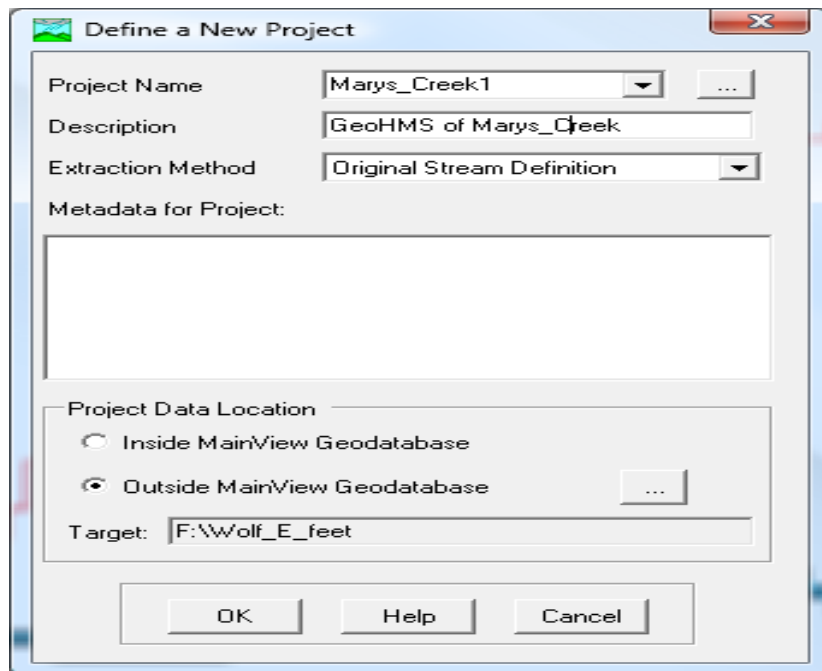 Define a New Project
Project Name Marys_Creek1 ...
Description GeoHMS of Marys_Creek
Extraction Method Original Stream Definition
Metadata for Project:
Project Data Location
Inside MainView Geodatabase
Outside MainView Geodatabase ...
Target: F:\Wolf_E_feet
OK Help Cancel